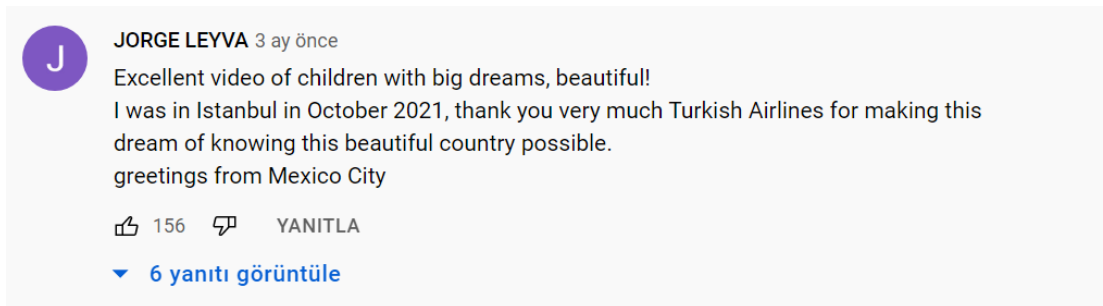 J
JORGE LEYVA 3 ay önce
Excellent video of children with big dreams, beautiful!
I was in Istanbul in October 2021, thank you very much Turkish Airlines for making this
dream of knowing this beautiful country possible.
greetings from Mexico City
156 YANITLA
6 yanıtı görüntüle